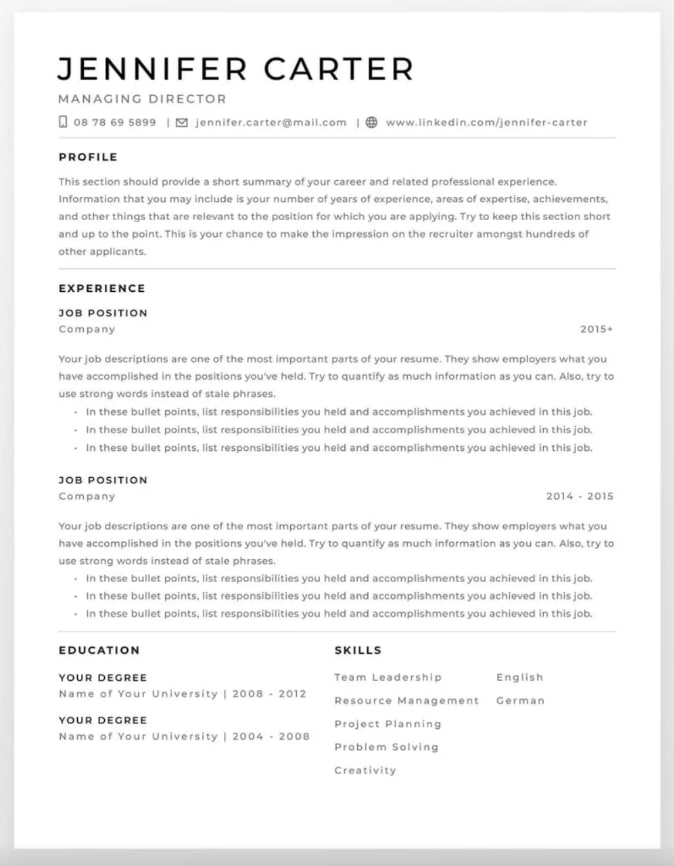 JENNIFER CARTER
MANAGING DIRECTOR
08 78 69 5899 | jennifer.carter@mail.com | www.linkedin.com/jennifer-carter
PROFILE
This section should provide a short summary of your career and related professional experience.
Information that you may include is your number of years of experience, areas of expertise, achievements,
and other things that are relevant to the position for which you are applying. Try to keep this section short
and up to the point. This is your chance to make the impression on the recruiter amongst hundreds of
other applicants.
EXPERIENCE
JOB POSITION
Company 2015+
Your job descriptions are one of the most important parts of your resume. They show employers what you
have accomplished in the positions you've held. Try to quantify as much information as you can. Also, try to
use strong words instead of stale phrases.
• In these bullet points, list responsibilities you held and accomplishments you achieved in this job.
• In these bullet points, list responsibilities you held and accomplishments you achieved in this job.
• In these bullet points, list responsibilities you held and accomplishments you achieved in this job.
JOB POSITION
Company 2014 - 2015
Your job descriptions are one of the most important parts of your resume. They show employers what you
have accomplished in the positions you've held. Try to quantify as much information as you can. Also, try to
use strong words instead of stale phrases.
• In these bullet points, list responsibilities you held and accomplishments you achieved in this job.
• In these bullet points, list responsibilities you held and accomplishments you achieved in this job.
• In these bullet points, list responsibilities you held and accomplishments you achieved in this job.
EDUCATION
YOUR DEGREE
Name of Your University | 2008 - 2012
YOUR DEGREE
Name of Your University | 2004 - 2008
SKILLS
Team Leadership
Resource Management
Project Planning
Problem Solving
Creativity
English
German